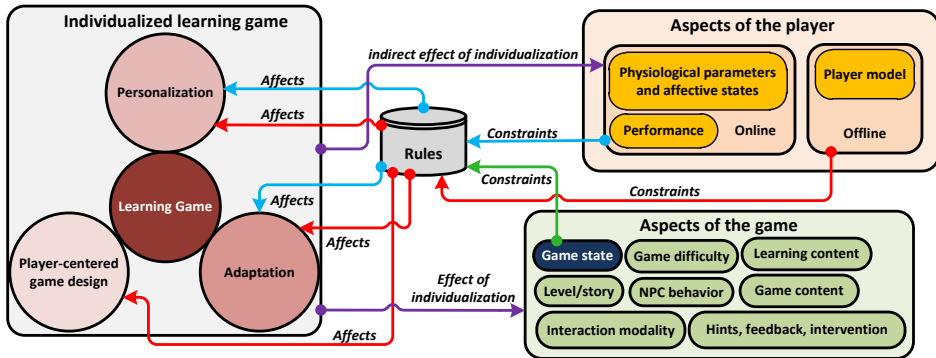 Individualized learning game
Personalization
Learning Game
Player-centered
game design
Adaptation
Affects
Affects
Affects
Affects
Affects
indirect effect of individualization
Rules
Constraints
Constraints
Constraints
Effect of
individualization
Aspects of the player
Physiological parameters
and affective states
Performance
Online
Player model
Offline
Aspects of the game
Game state
Game difficulty
Learning content
Level/story
NPC behavior
Game content
Interaction modality
Hints, feedback, intervention